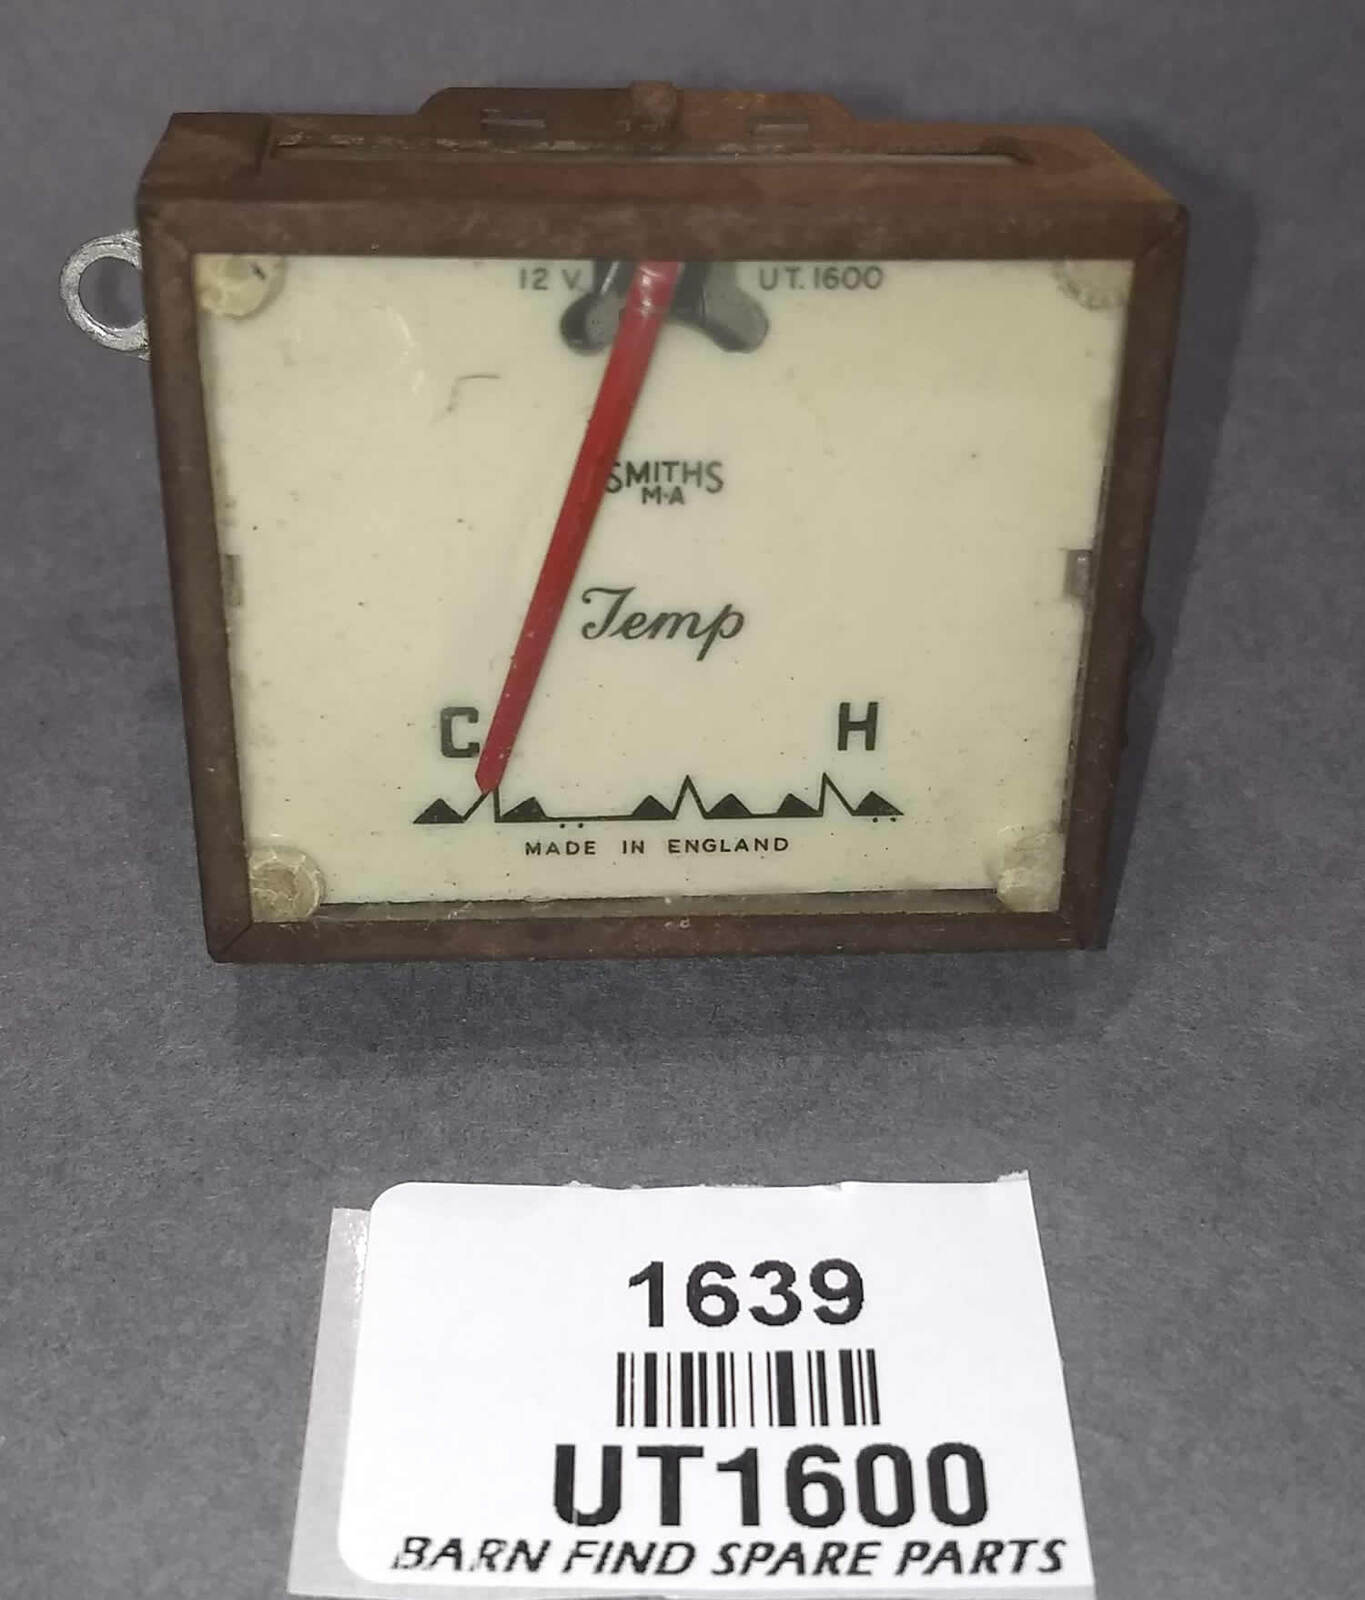 12 V. UT. 1600
SMITHS
M·A
Temp
C H
MADE IN ENGLAND
1639
UT1600
BARN FIND SPARE PARTS